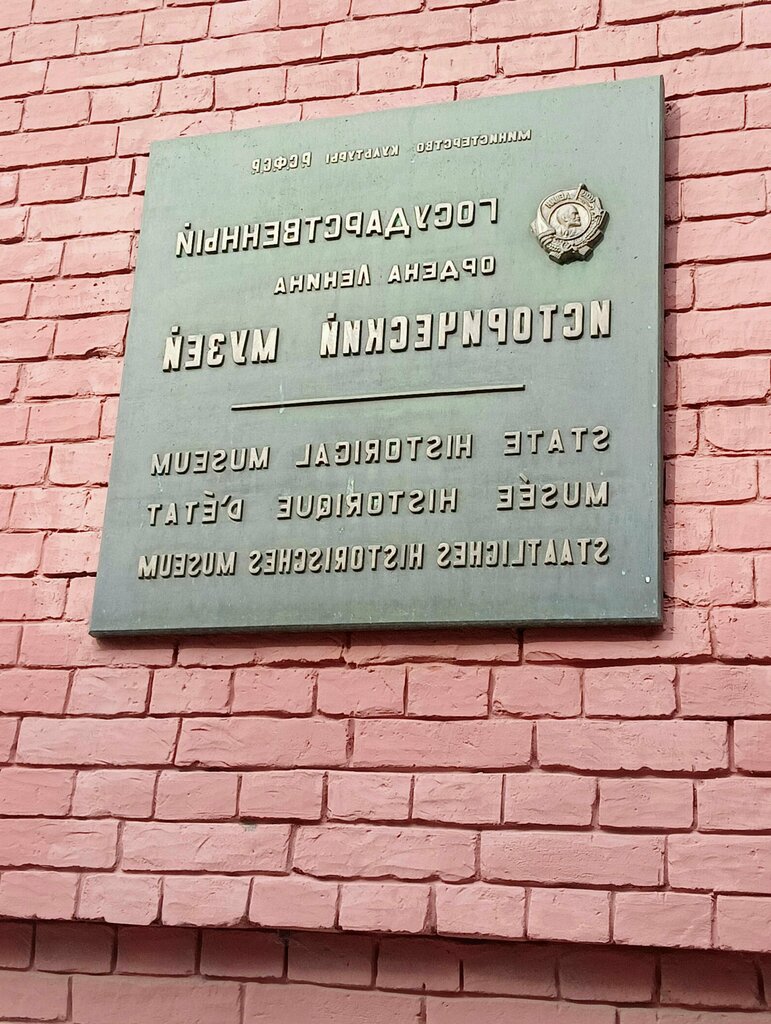 МИНИСТЕРСТВО КУЛЬТУРЫ РСФСР
ГОСУДАРСТВЕННЫЙ
ОРДЕНА ЛЕНИНА
ИСТОРИЧЕСКИЙ МУЗЕЙ
STATE HISTORICAL MUSEUM
MUSÉE HISTORIQUE D'ÉTAT
STAATLICHES HISTORISCHES MUSEUM